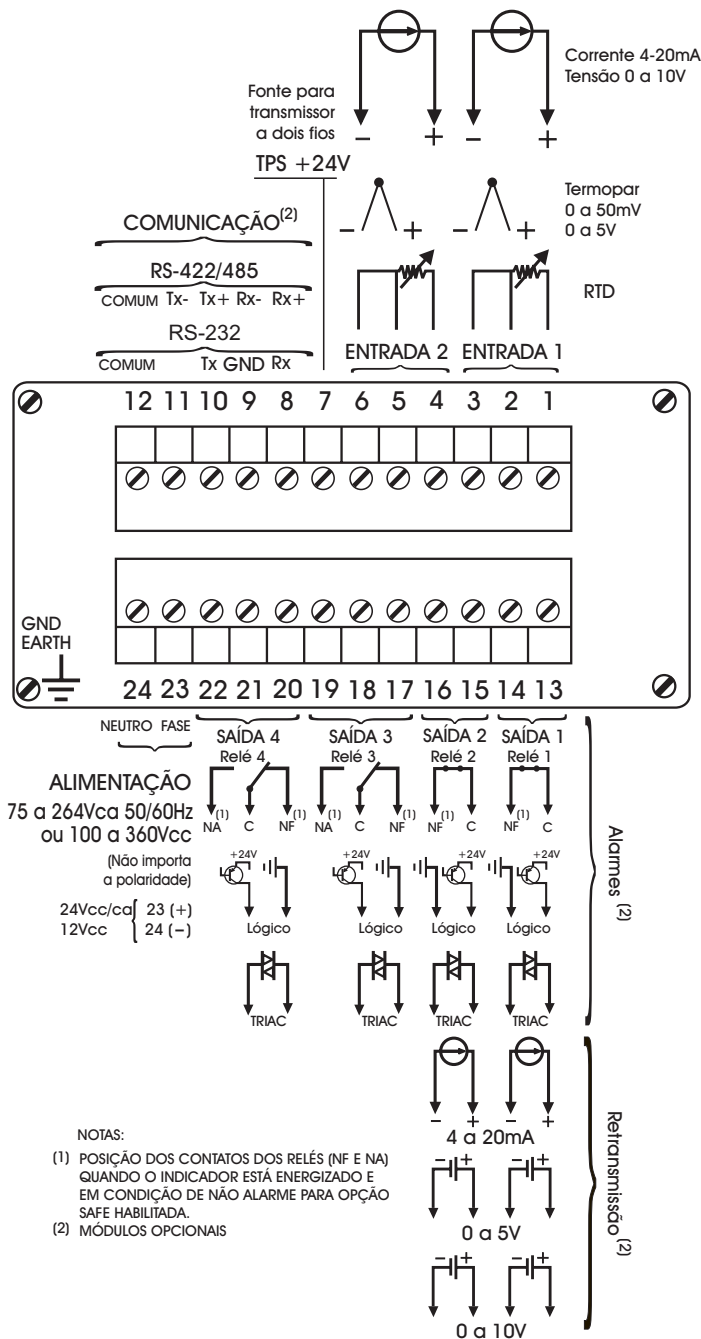 Corrente 4-20mA
Tensão 0 a 10V
Fonte para
transmissor
a dois fios
− + − +
TPS +24V
Termopar
0 a 50mV
0 a 5V
− + − +
COMUNICAÇÃO(2)
RS-422/485
COMUM Tx- Tx+ Rx- Rx+
RTD
RS-232
COMUM Tx GND Rx
ENTRADA 2 ENTRADA 1
12 11 10 9 8 7 6 5 4 3 2 1
GND
EARTH
24 23 22 21 20 19 18 17 16 15 14 13
NEUTRO FASE
SAÍDA 4 SAÍDA 3 SAÍDA 2 SAÍDA 1
Relé 4 Relé 3 Relé 2 Relé 1
ALIMENTAÇÃO
75 a 264Vca 50/60Hz
ou 100 a 360Vcc
(Não importa
a polaridade)
24Vcc/ca 23 (+)
12Vcc 24 (−)
NA(1) C NF(1) NA(1) C NF(1) NF(1) C NF(1) C
+24V +24V +24V +24V
Lógico Lógico Lógico Lógico
TRIAC TRIAC TRIAC TRIAC
Alarmes (2)
− + − +
4 a 20mA
− + − +
0 a 5V
− + − +
0 a 10V
Retransmissão (2)
NOTAS:
(1) POSIÇÃO DOS CONTATOS DOS RELÉS (NF E NA)
QUANDO O INDICADOR ESTÁ ENERGIZADO E
EM CONDIÇÃO DE NÃO ALARME PARA OPÇÃO
SAFE HABILITADA.
(2) MÓDULOS OPCIONAIS